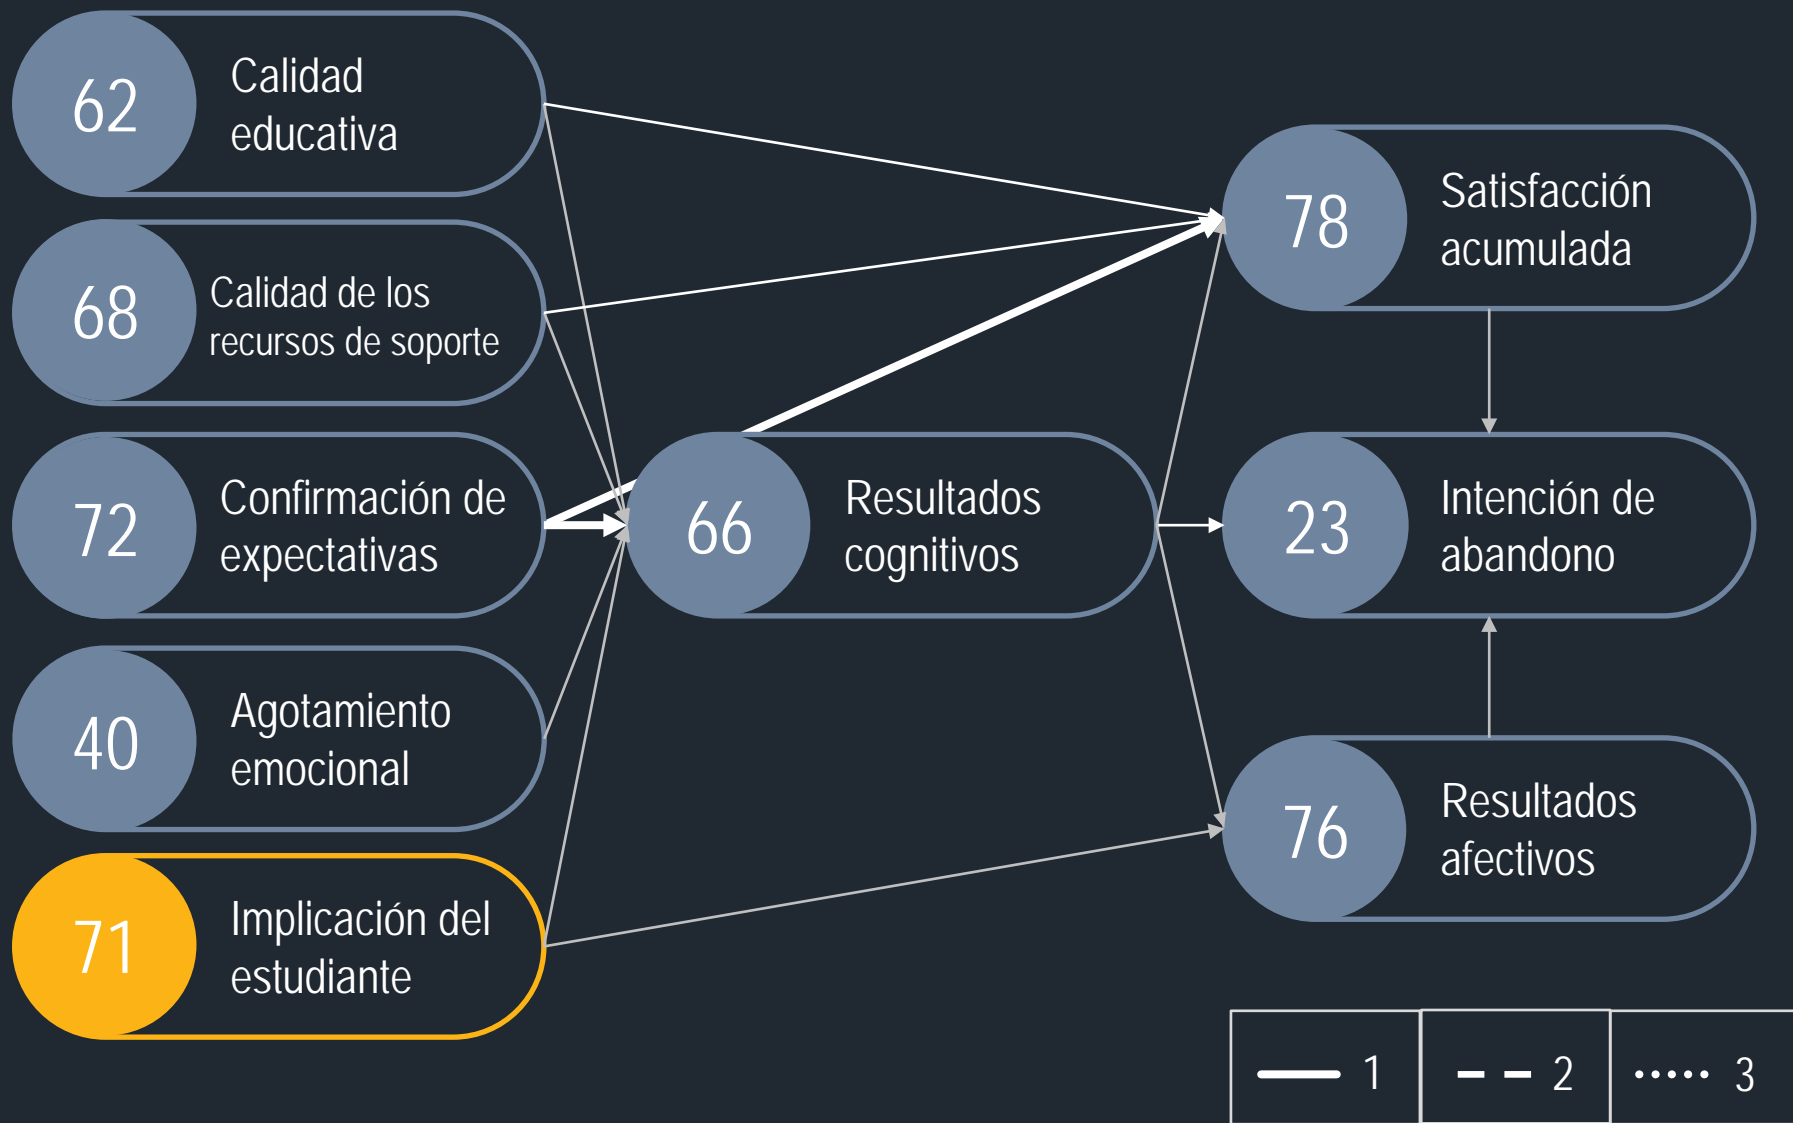 62
Calidad
educativa
68
Calidad de los
recursos de soporte
72
Confirmación de
expectativas
40
Agotamiento
emocional
71
Implicación del
estudiante
66
Resultados
cognitivos
78
Satisfacción
acumulada
23
Intención de
abandono
76
Resultados
afectivos
1
2
3